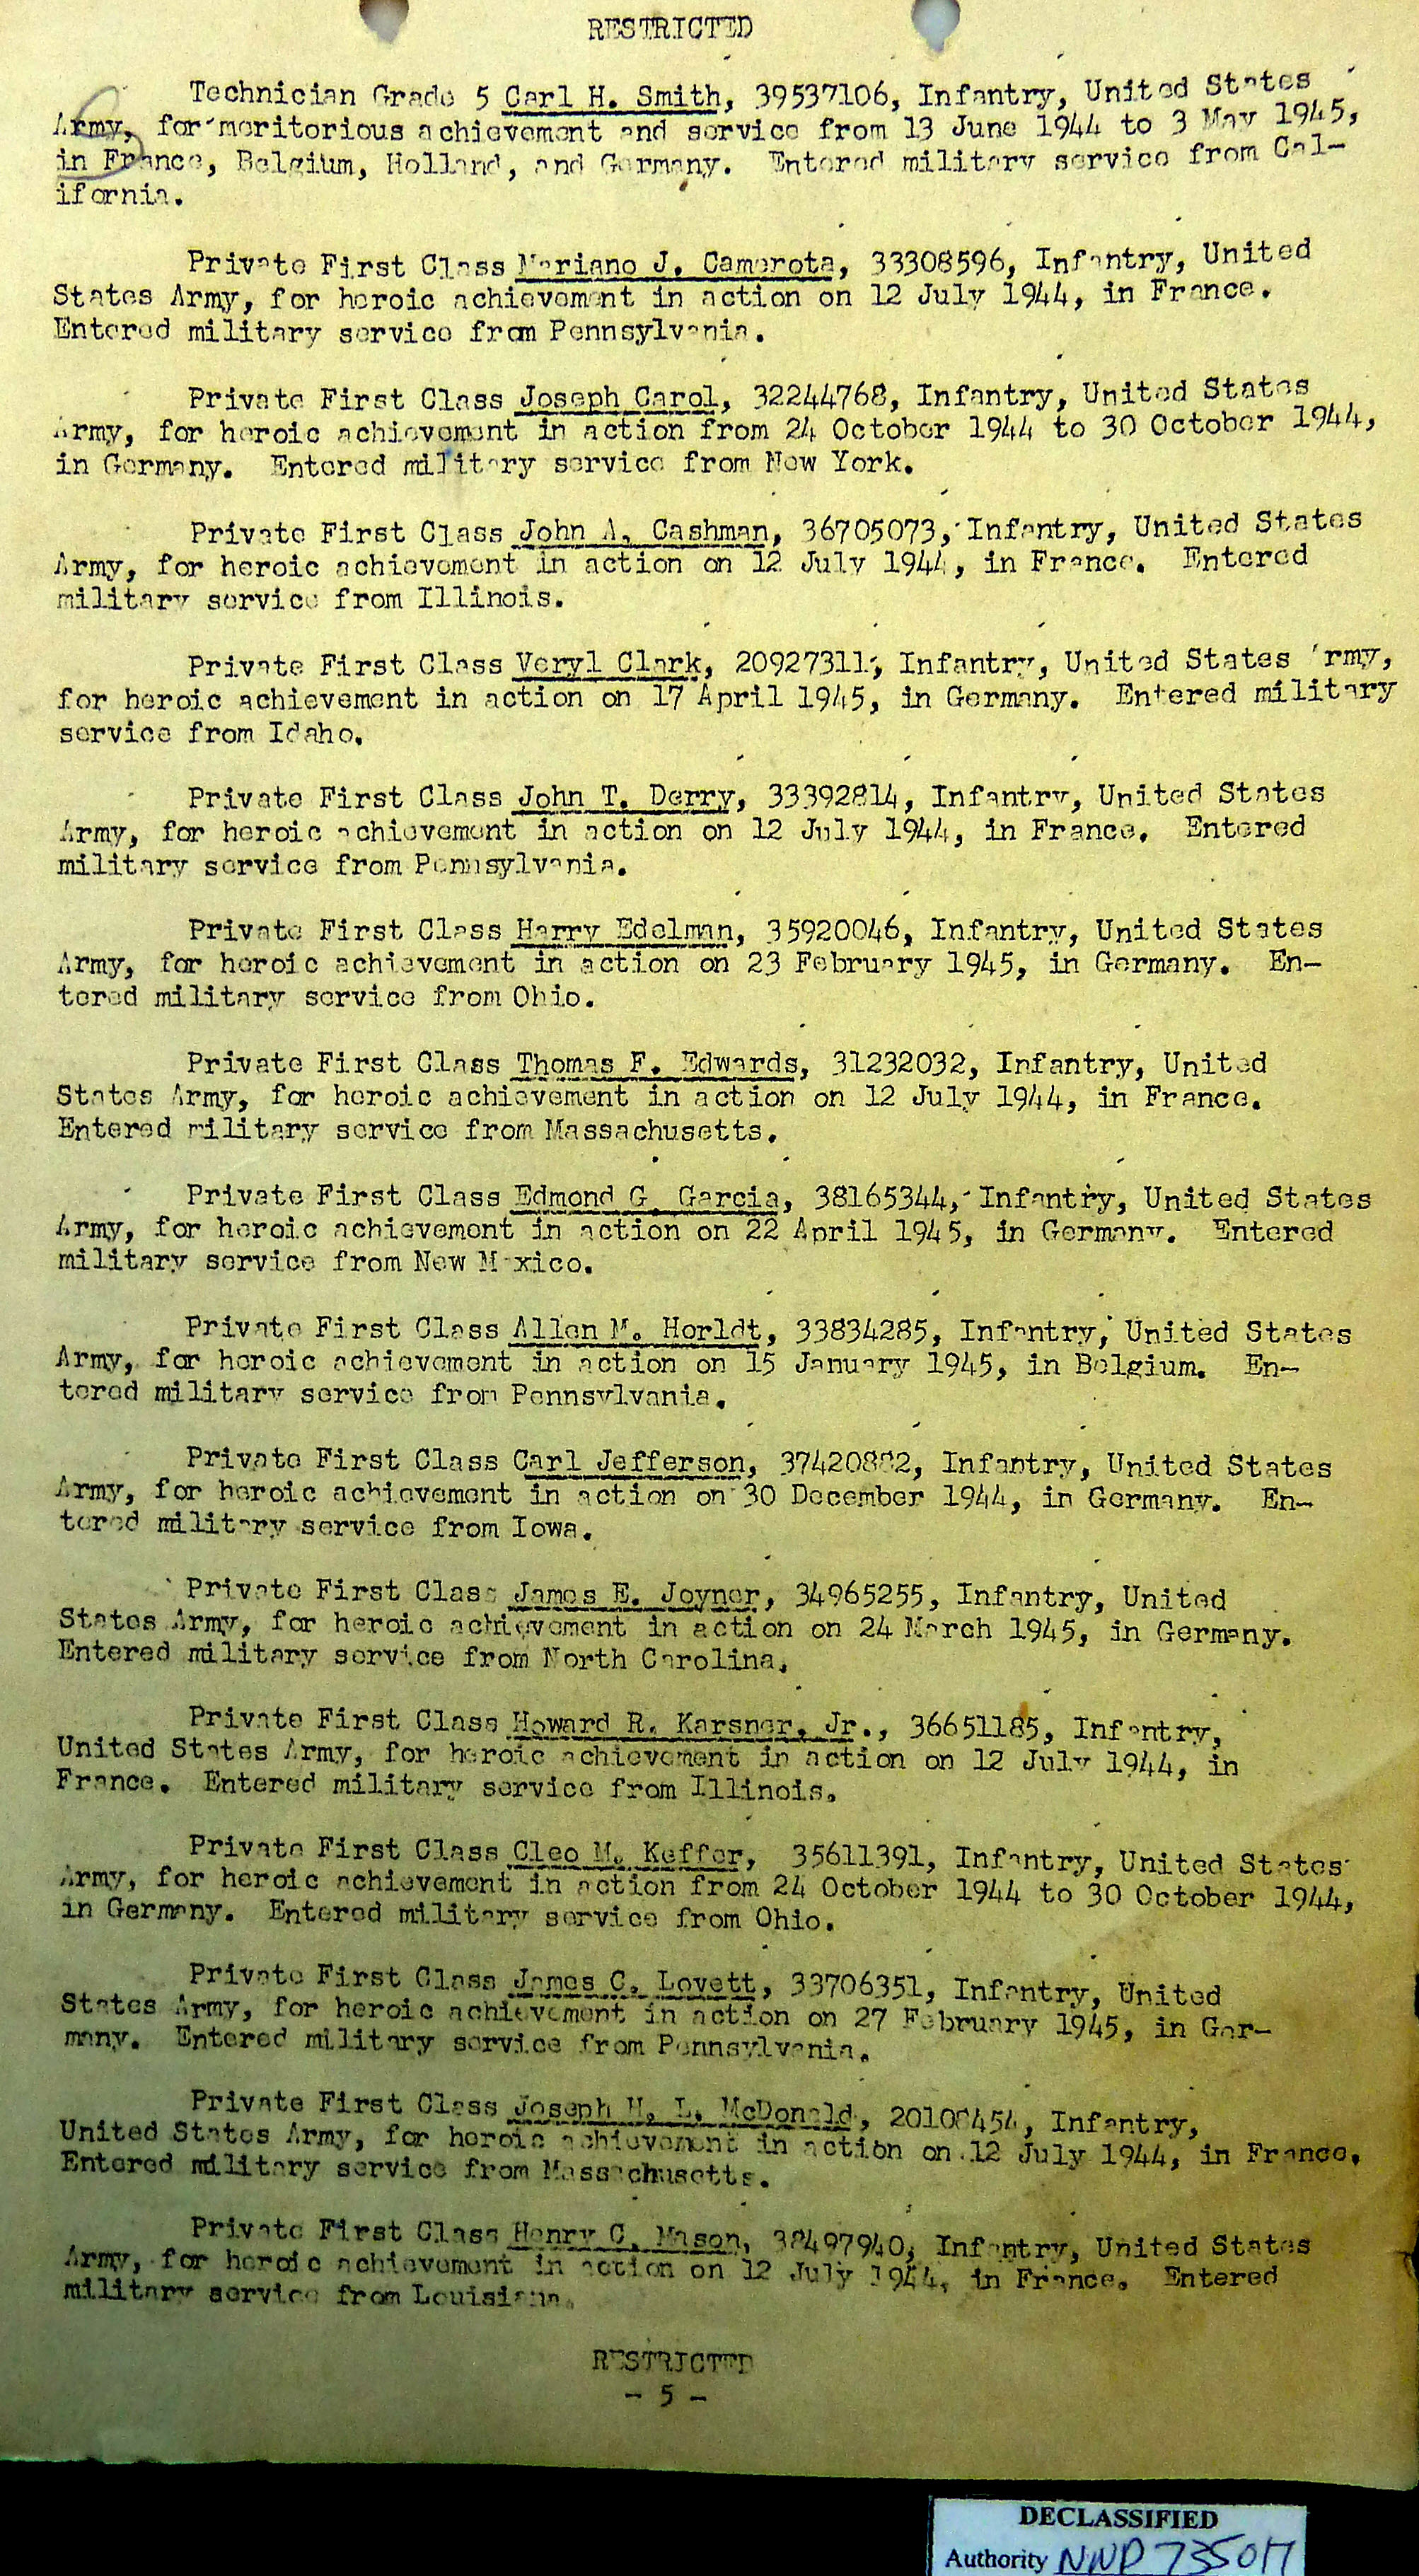 RESTRICTED
Technician Grade 5 Carl H. Smith, 39537106, Infantry, United States
Army, for meritorious achievement and service from 13 June 1944 to 3 May 1945,
in France, Belgium, Holland, and Germany. Entered military service from Cal-
ifornia.
Private First Class Mariano J. Camerota, 33308596, Infantry, United
States Army, for heroic achievement in action on 12 July 1944, in France.
Entered military service from Pennsylvania.
Private First Class Joseph Carol, 32244768, Infantry, United States
Army, for heroic achievement in action from 24 October 1944 to 30 October 1944,
in Germany. Entered military service from New York.
Private First Class John A. Cashman, 36705073, Infantry, United States
Army, for heroic achievement in action on 12 July 1944, in France. Entered
military service from Illinois.
Private First Class Veryl Clark, 20927311, Infantry, United States Army,
for heroic achievement in action on 17 April 1945, in Germany. Entered military
service from Idaho.
Private First Class John T. Derry, 33392814, Infantry, United States
Army, for heroic achievement in action on 12 July 1944, in France. Entered
military service from Pennsylvania.
Private First Class Harry Edelman, 35920046, Infantry, United States
Army, for heroic achievement in action on 23 February 1945, in Germany. En-
tered military service from Ohio.
Private First Class Thomas F. Edwards, 31232032, Infantry, United
States Army, for heroic achievement in action on 12 July 1944, in France.
Entered military service from Massachusetts.
Private First Class Edmond G. Garcia, 38165344, Infantry, United States
Army, for heroic achievement in action on 22 April 1945, in Germany. Entered
military service from New Mexico.
Private First Class Allen M. Horldt, 33834285, Infantry, United States
Army, for heroic achievement in action on 15 January 1945, in Belgium. En-
tered military service from Pennsylvania.
Private First Class Carl Jefferson, Infantry, United States
Army, for heroic achievement in action on 30 December 1944, in Germany. En-
tered military service from Iowa.
Private First Class James E. Joyner, 34965255, Infantry, United
States Army, for heroic achievement in action on 24 March 1945, in Germany.
Entered military service from North Carolina.
Private First Class Howard R. Karsner, Jr., 36651185, Infantry,
United States Army, for heroic achievement in action on 12 July 1944, in
France. Entered military service from Illinois.
Private First Class Cleo M. Keffer, 35611391, Infantry, United States
Army, for heroic achievement in action from 24 October 1944 to 30 October 1944,
in Germany. Entered military service from Ohio.
Private First Class James C. Lovett, 33706351, Infantry, United
States Army, for heroic achievement in action on 27 February 1945, in Ger-
many. Entered military service from Pennsylvania.
Private First Class Joseph H. L. McDonald, Infantry,
United States Army, for heroic achievement in action on 12 July 1944, in France.
Entered military service from Massachusetts.
Private First Class Henry C. Mason, 38497940, Infantry, United States
Army, for heroic achievement in action on 12 July 1944, in France. Entered
military service from Louisiana.
RESTRICTED
- 5 -
DECLASSIFIED
Authority NND 735017